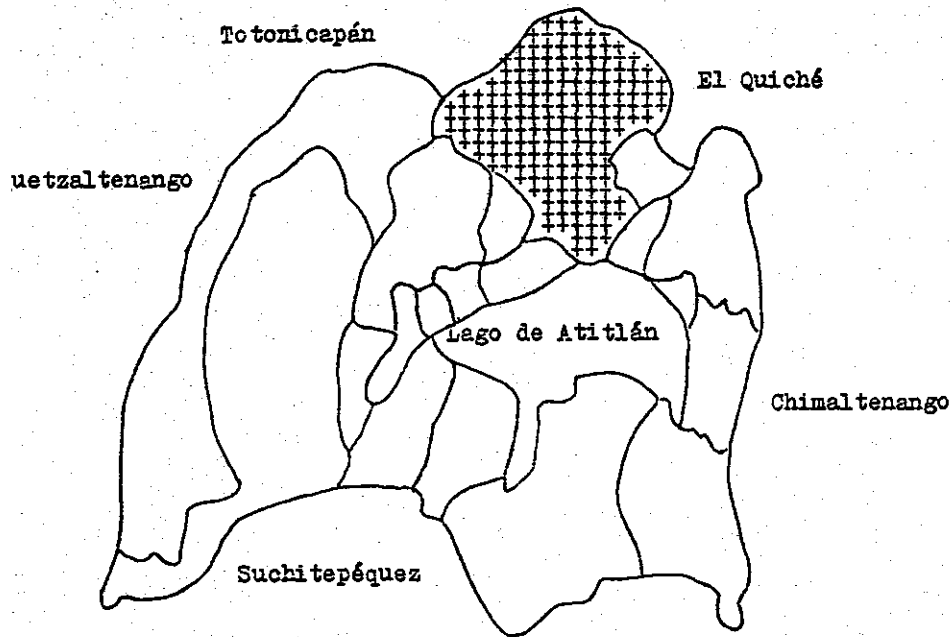 Totonicapán
El Quiché
uetzaltenango
Lago de Atitlán
Chimaltenango
Suchitepéquez